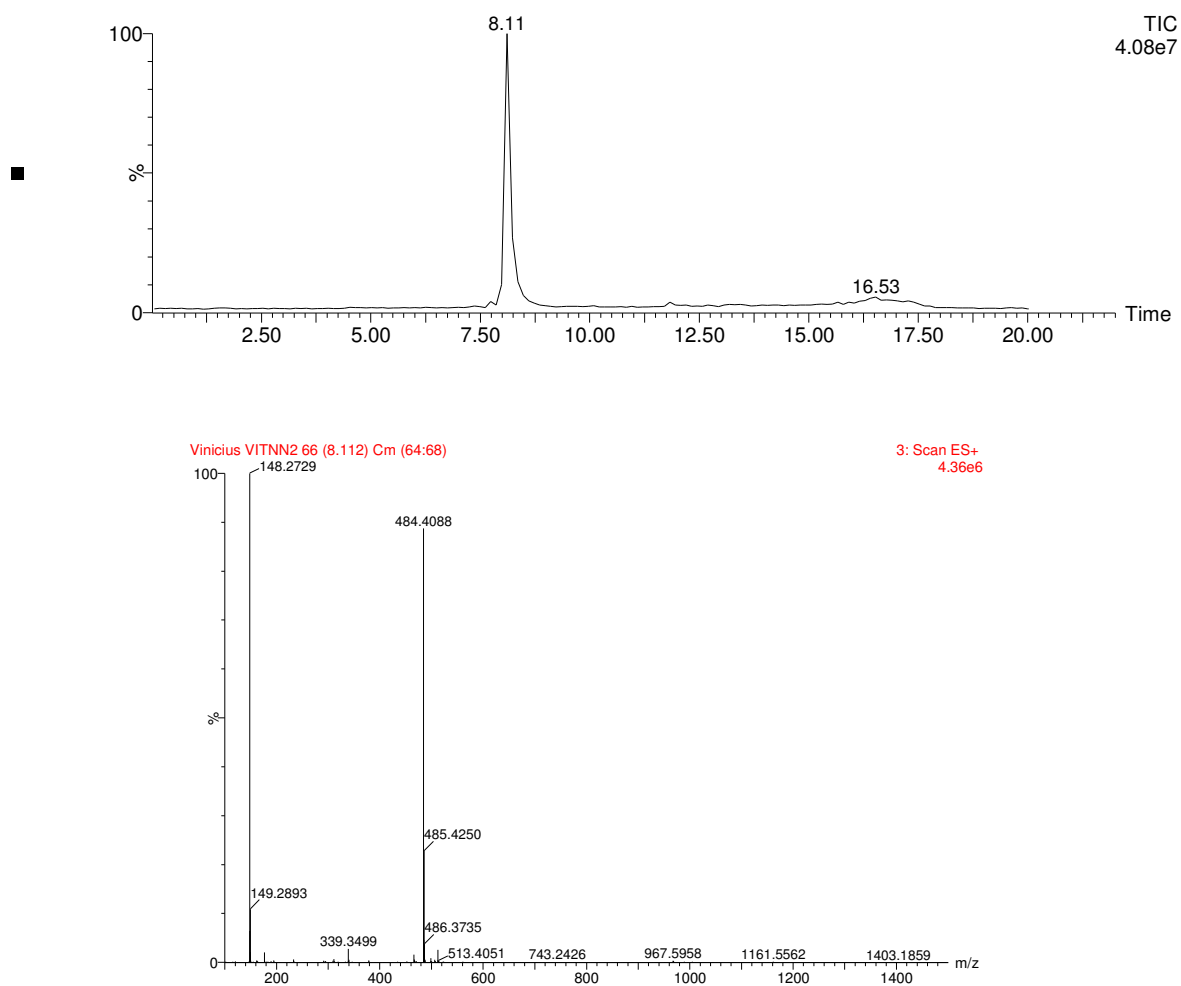 8.11
TIC
4.08e7
100
%
16.53
0
Time
2.50 5.00 7.50 10.00 12.50 15.00 17.50 20.00
Vinicius VITNN2 66 (8.112) Cm (64:68)
3: Scan ES+
4.36e6
100
148.2729
484.4088
%
485.4250
149.2893
486.3735
339.3499
513.4051 743.2426 967.5958 1161.5562 1403.1859
0
m/z
200 400 600 800 1000 1200 1400